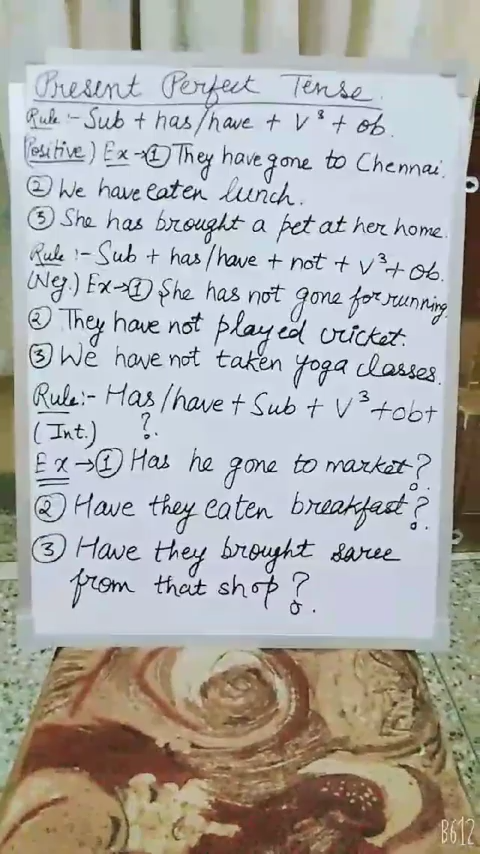 Present Perfect Tense.
Rule:- Sub + has/have + V³ + ob.
(Positive) Ex→① They have gone to Chennai.
② We have eaten lunch.
③ She has brought a pet at her home.
Rule :- Sub + has/have + not + V³ + ob.
(Neg.) Ex→① She has not gone for running.
② They have not played cricket.
③ We have not taken yoga classes.
Rule:- Has/have + Sub + V³ + ob+
(Int.) ?
Ex→① Has he gone to market?
② Have they eaten breakfast?
③ Have they brought saree
from that shop?
B612